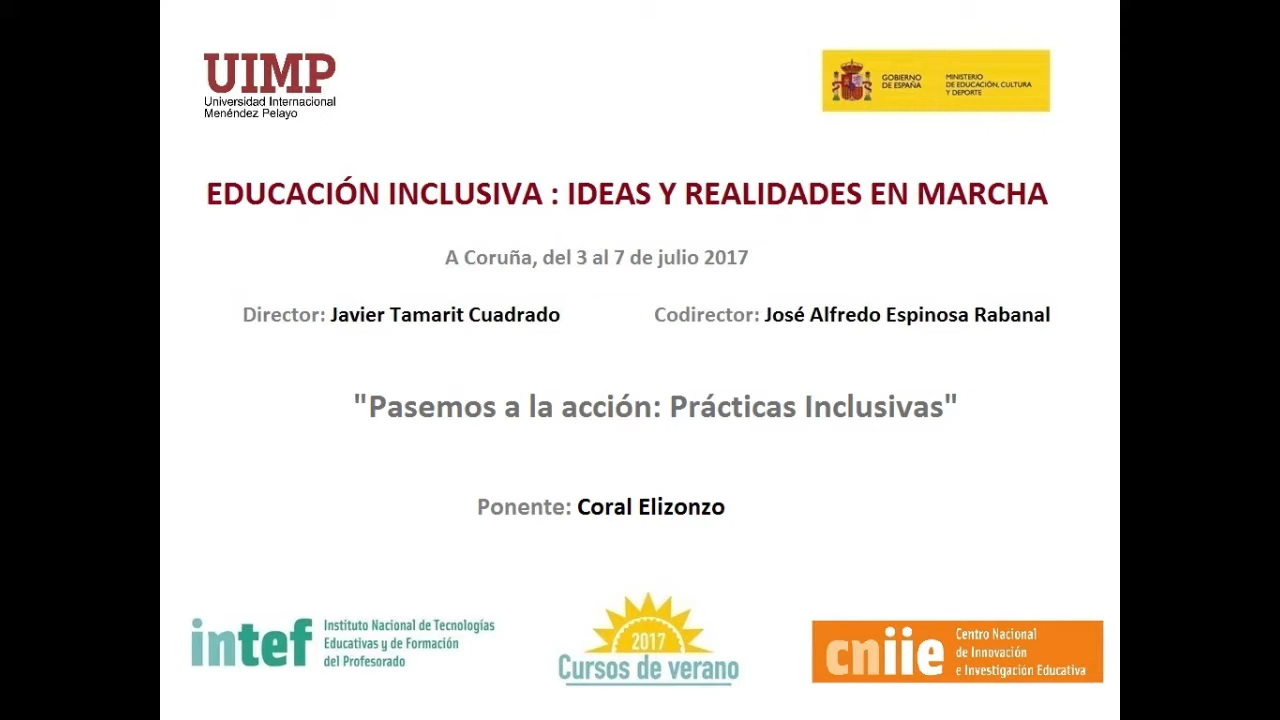 UIMP
Universidad Internacional
Menéndez Pelayo
GOBIERNO
DE ESPAÑA
MINISTERIO
DE EDUCACIÓN, CULTURA
Y DEPORTE
EDUCACIÓN INCLUSIVA : IDEAS Y REALIDADES EN MARCHA
A Coruña, del 3 al 7 de julio 2017
Director: Javier Tamarit Cuadrado
Codirector: José Alfredo Espinosa Rabanal
"Pasemos a la acción: Prácticas Inclusivas"
Ponente: Coral Elizonzo
intef
Instituto Nacional de Tecnologías
Educativas y de Formación
del Profesorado
2017
Cursos de verano
cniie
Centro Nacional
de Innovación
e Investigación Educativa